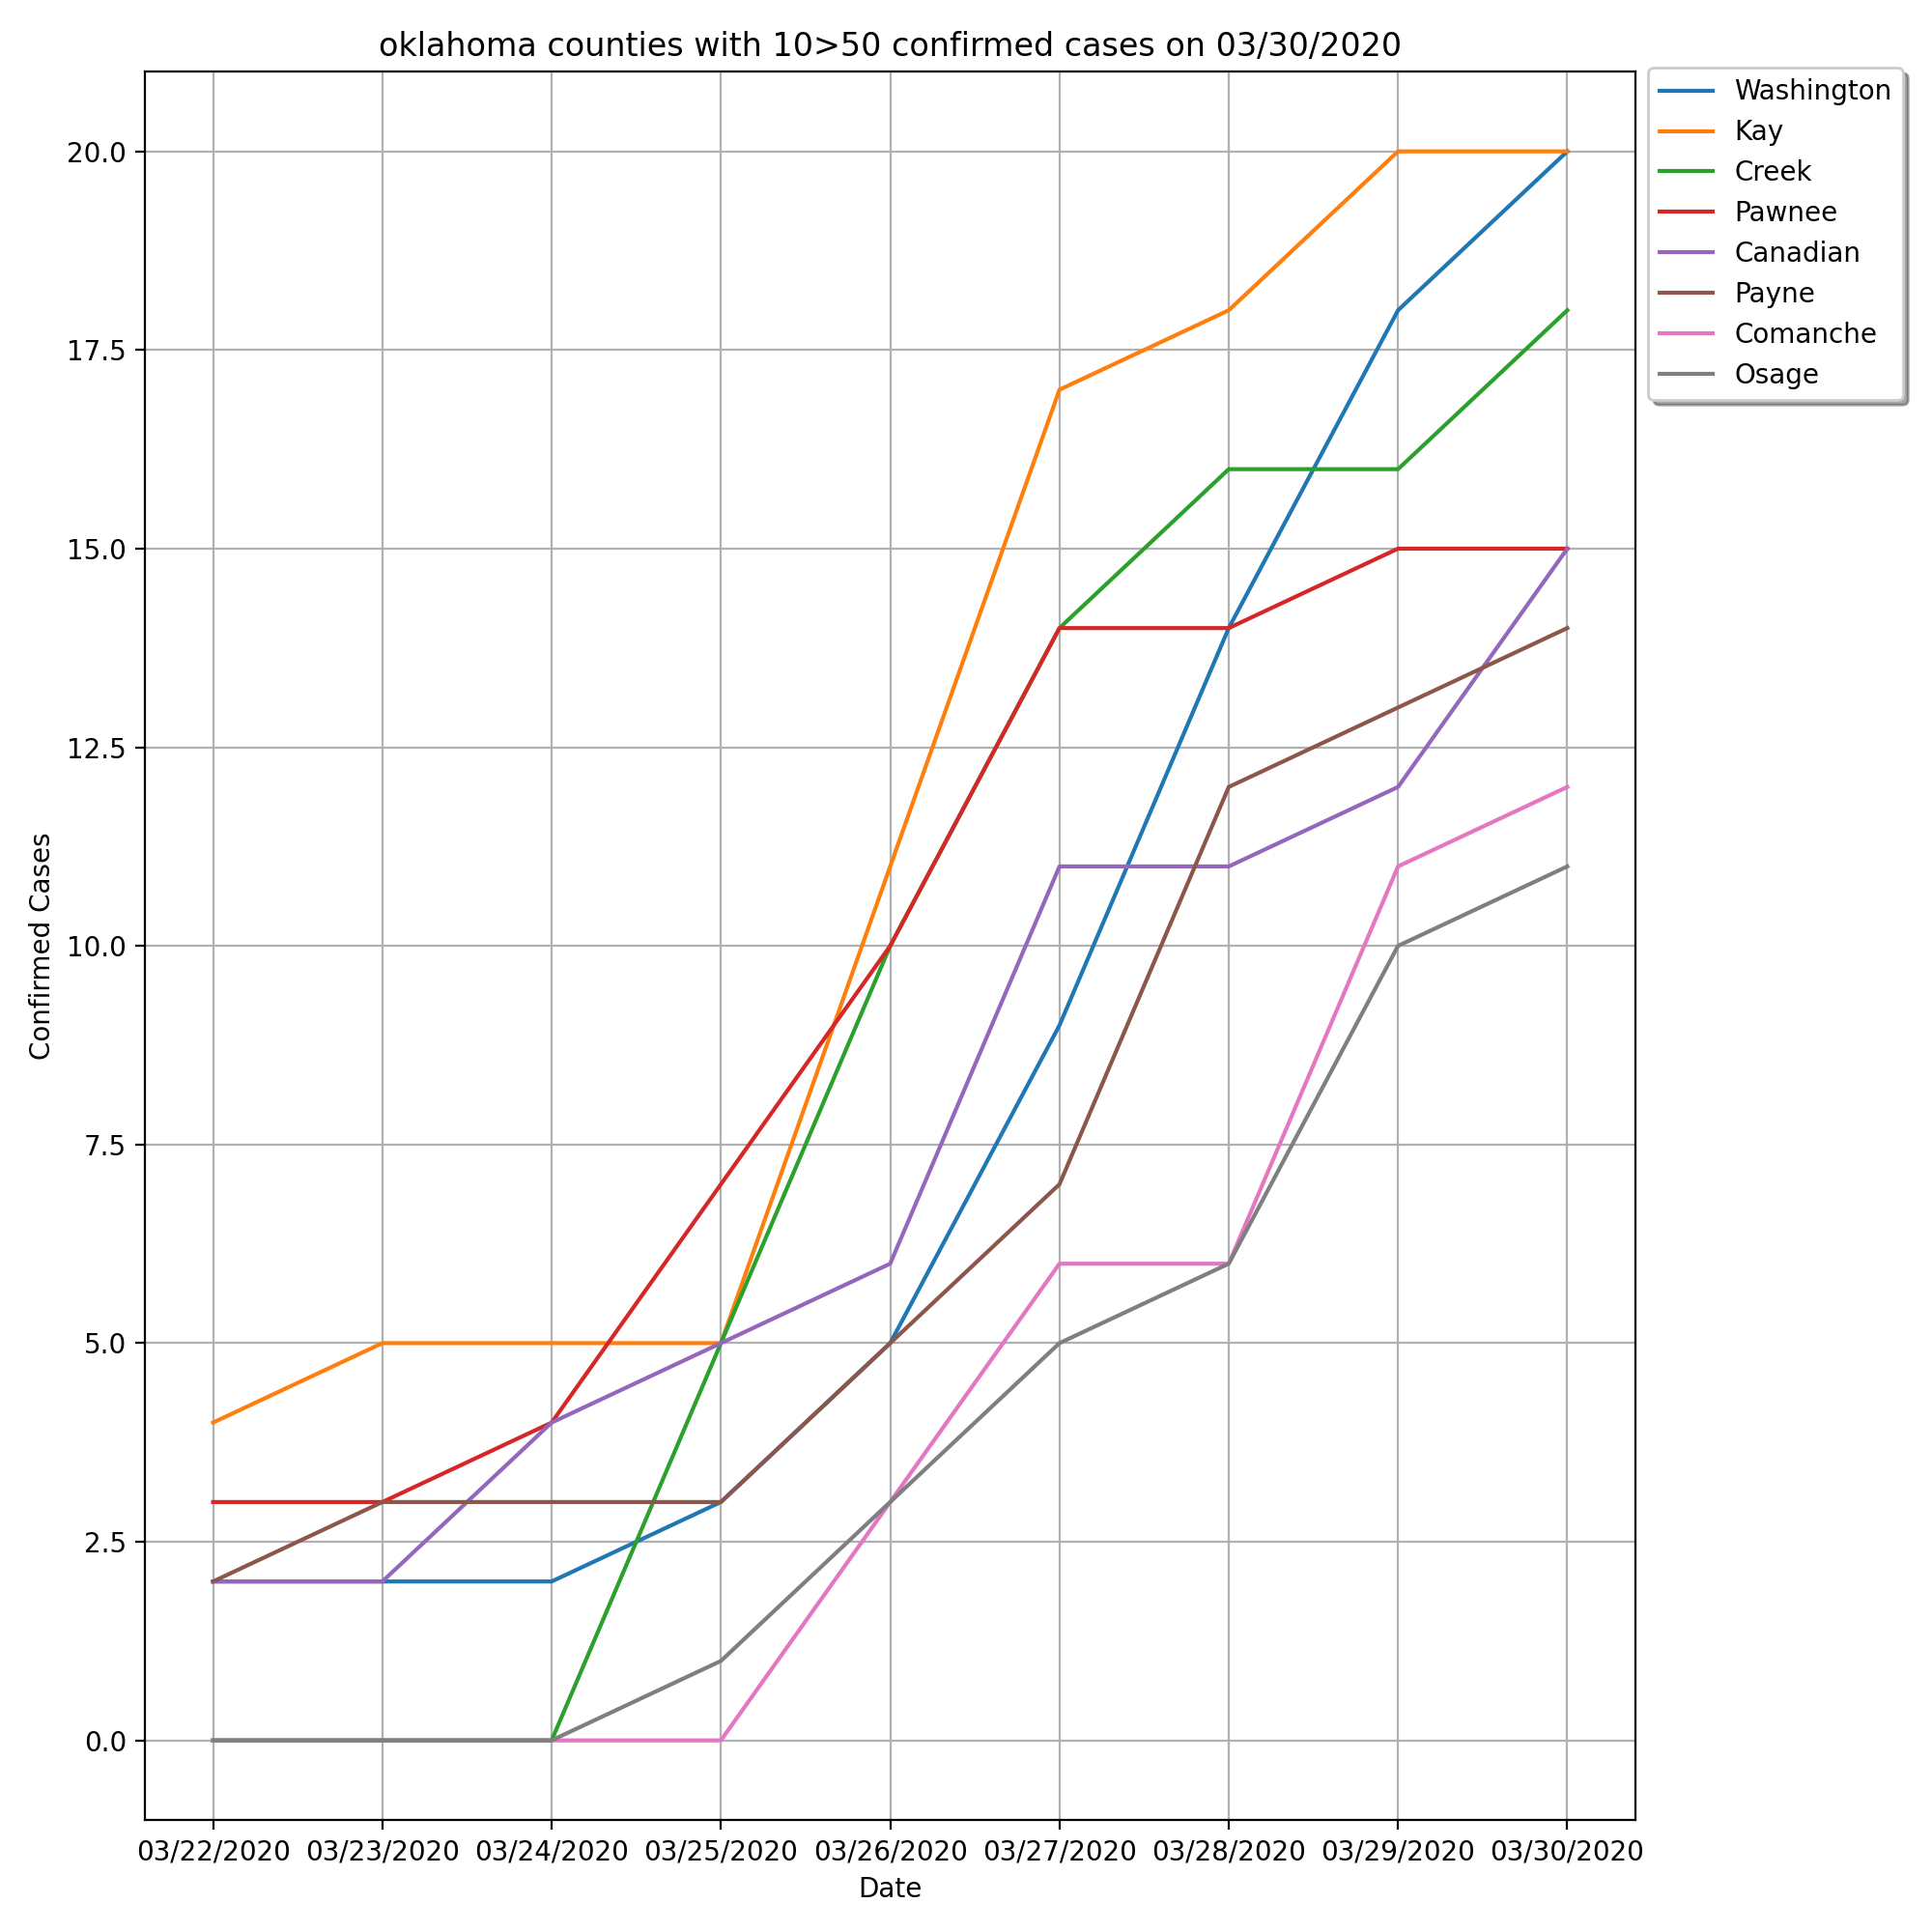 oklahoma counties with 10>50 confirmed cases on 03/30/2020
Washington
Kay
Creek
Pawnee
Canadian
Payne
Comanche
Osage
20.0
17.5
15.0
12.5
10.0
7.5
5.0
2.5
0.0
Confirmed Cases
03/22/2020 03/23/2020 03/24/2020 03/25/2020 03/26/2020 03/27/2020 03/28/2020 03/29/2020 03/30/2020
Date